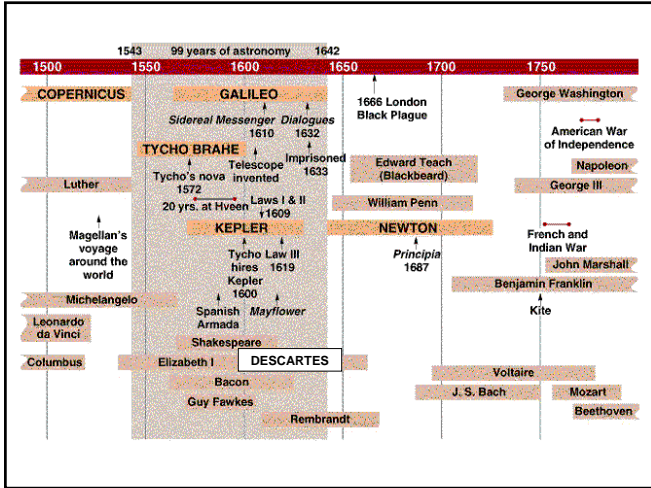 1543 99 years of astronomy 1642
1500 1550 1600 1650 1700 1750
COPERNICUS
GALILEO
George Washington
Sidereal Messenger
1610
Dialogues
1632
1666 London
Black Plague
American War
of Independence
TYCHO BRAHE
Telescope
invented
Imprisoned
1633
Edward Teach
(Blackbeard)
Napoleon
Tycho's nova
1572
Luther
George III
20 yrs. at Hveen
Laws I & II
1609
William Penn
KEPLER
NEWTON
Magellan's
voyage
around the
world
French and
Indian War
Tycho
hires
Kepler
1600
Law III
1619
Principia
1687
John Marshall
Benjamin Franklin
Michelangelo
Spanish
Armada
Mayflower
Kite
Leonardo
da Vinci
Shakespeare
Columbus
Elizabeth I
DESCARTES
Voltaire
Bacon
J. S. Bach
Mozart
Guy Fawkes
Beethoven
Rembrandt